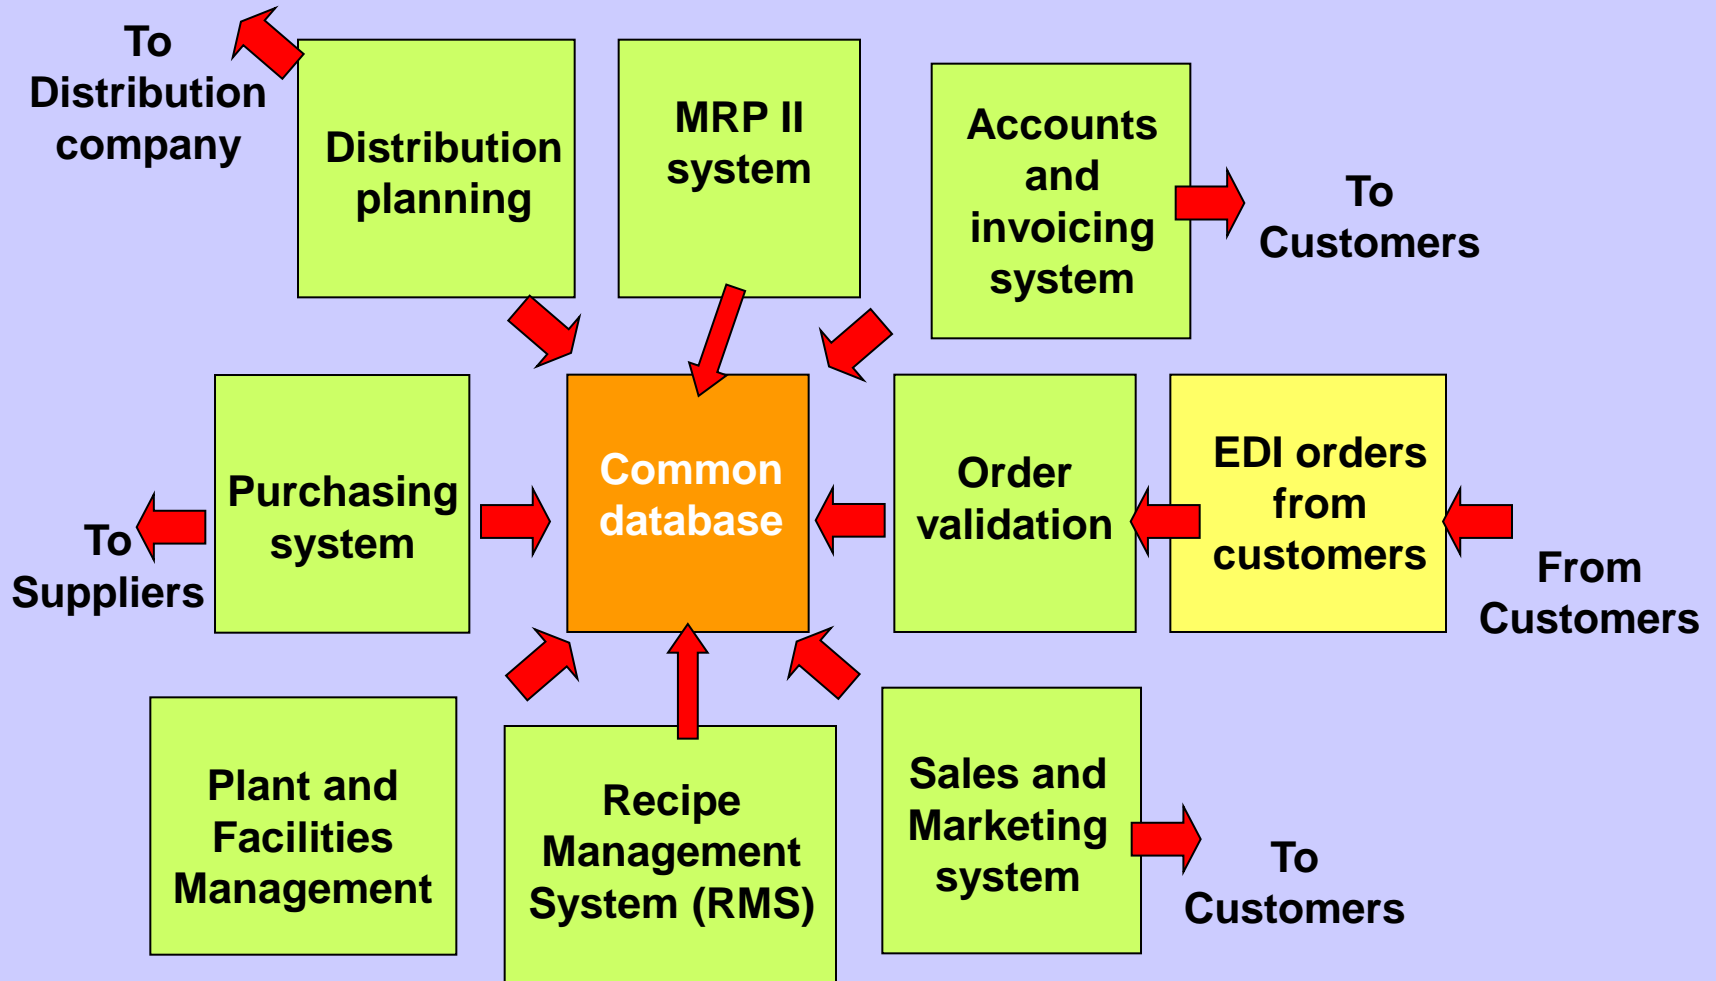 To
Distribution
company
Distribution
planning
MRP II
system
Accounts
and
invoicing
system
To
Customers
Purchasing
system
To
Suppliers
Common
database
Order
validation
EDI orders
from
customers
From
Customers
Plant and
Facilities
Management
Recipe
Management
System (RMS)
Sales and
Marketing
system
To
Customers